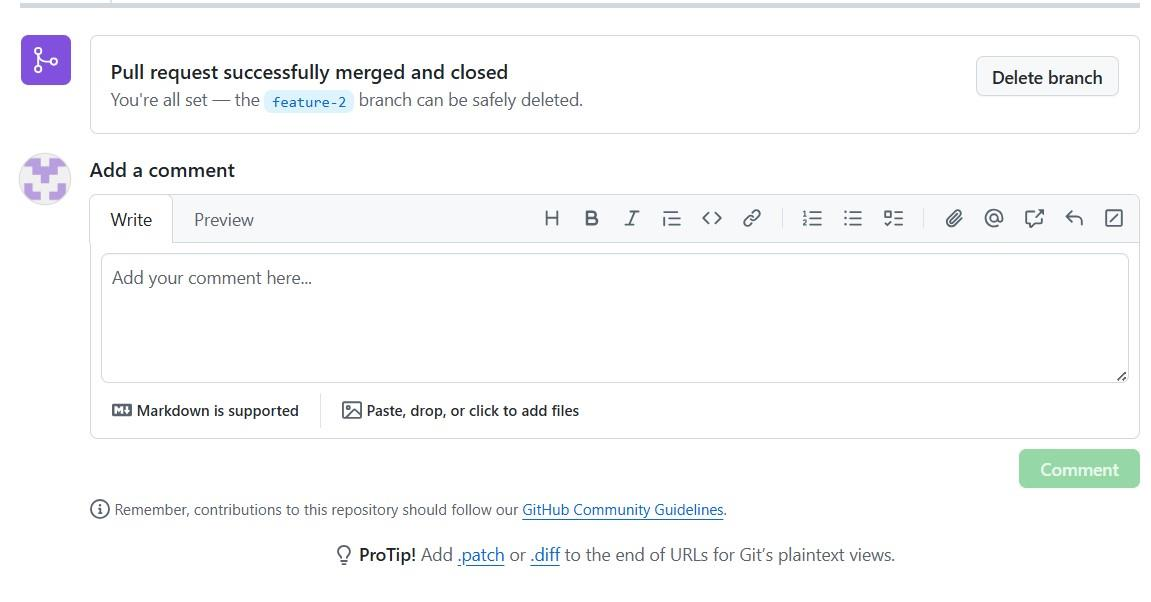 Pull request successfully merged and closed
Delete branch
You're all set — the feature-2 branch can be safely deleted.
Add a comment
Write
Preview
Add your comment here...
Markdown is supported
Paste, drop, or click to add files
Comment
Remember, contributions to this repository should follow our GitHub Community Guidelines.
ProTip! Add .patch or .diff to the end of URLs for Git’s plaintext views.